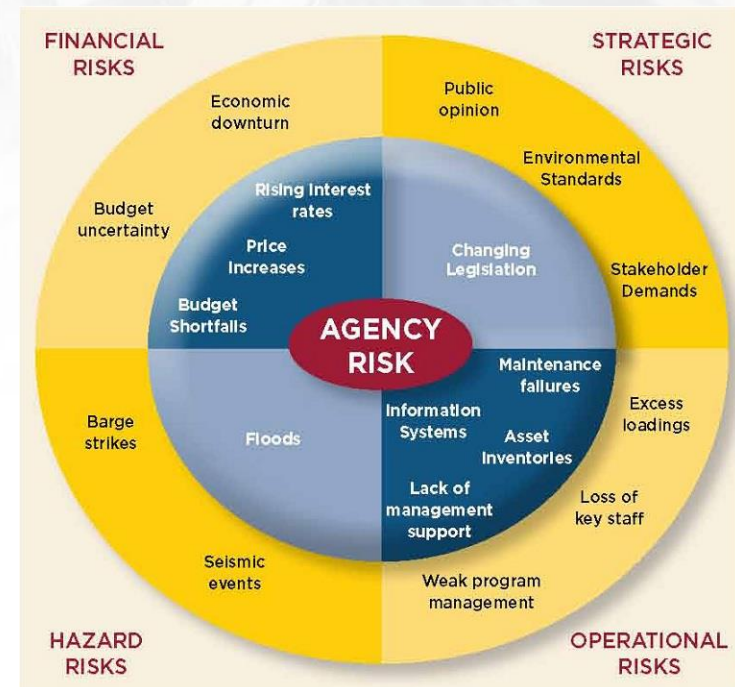 FINANCIAL
RISKS
STRATEGIC
RISKS
Economic
downturn
Budget
uncertainty
Rising interest
rates
Price
Increases
Budget
Shortfalls
Public
opinion
Environmental
Standards
Stakeholder
Demands
Changing
Legislation
AGENCY
RISK
Barge
strikes
Seismic
events
Floods
Maintenance
failures
Information
Systems
Asset
Inventories
Lack of
management
support
Excess
loadings
Loss of
key staff
Weak program
management
HAZARD
RISKS
OPERATIONAL
RISKS